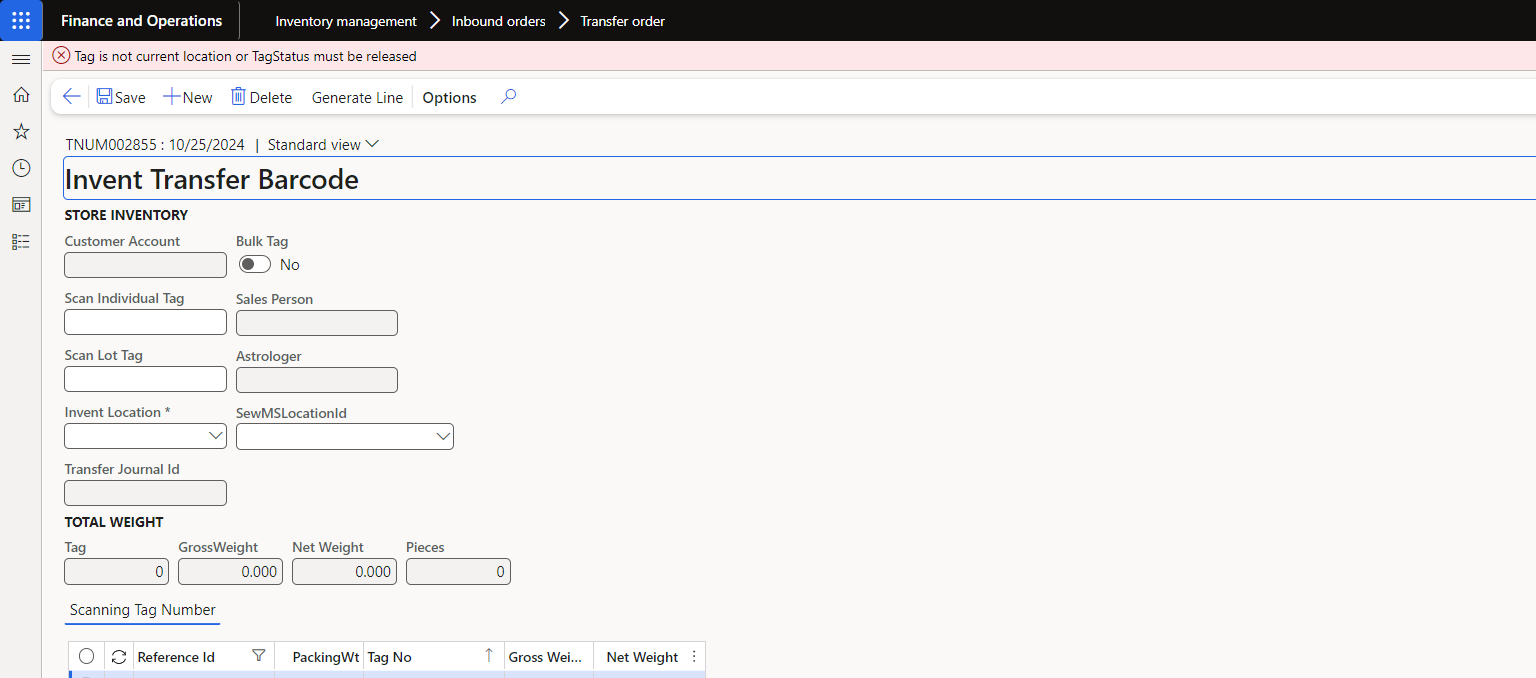 Finance and Operations Inventory management Inbound orders Transfer order
Tag is not current location or TagStatus must be released
Save New Delete Generate Line Options
TNUM002855 : 10/25/2024 | Standard view
Invent Transfer Barcode
STORE INVENTORY
Customer Account Bulk Tag
No
Scan Individual Tag Sales Person
Scan Lot Tag Astrologer
Invent Location * SewMSLocationId
Transfer Journal Id
TOTAL WEIGHT
Tag GrossWeight Net Weight Pieces
0 0.000 0.000 0
Scanning Tag Number
Reference Id PackingWt Tag No Gross Wei... Net Weight